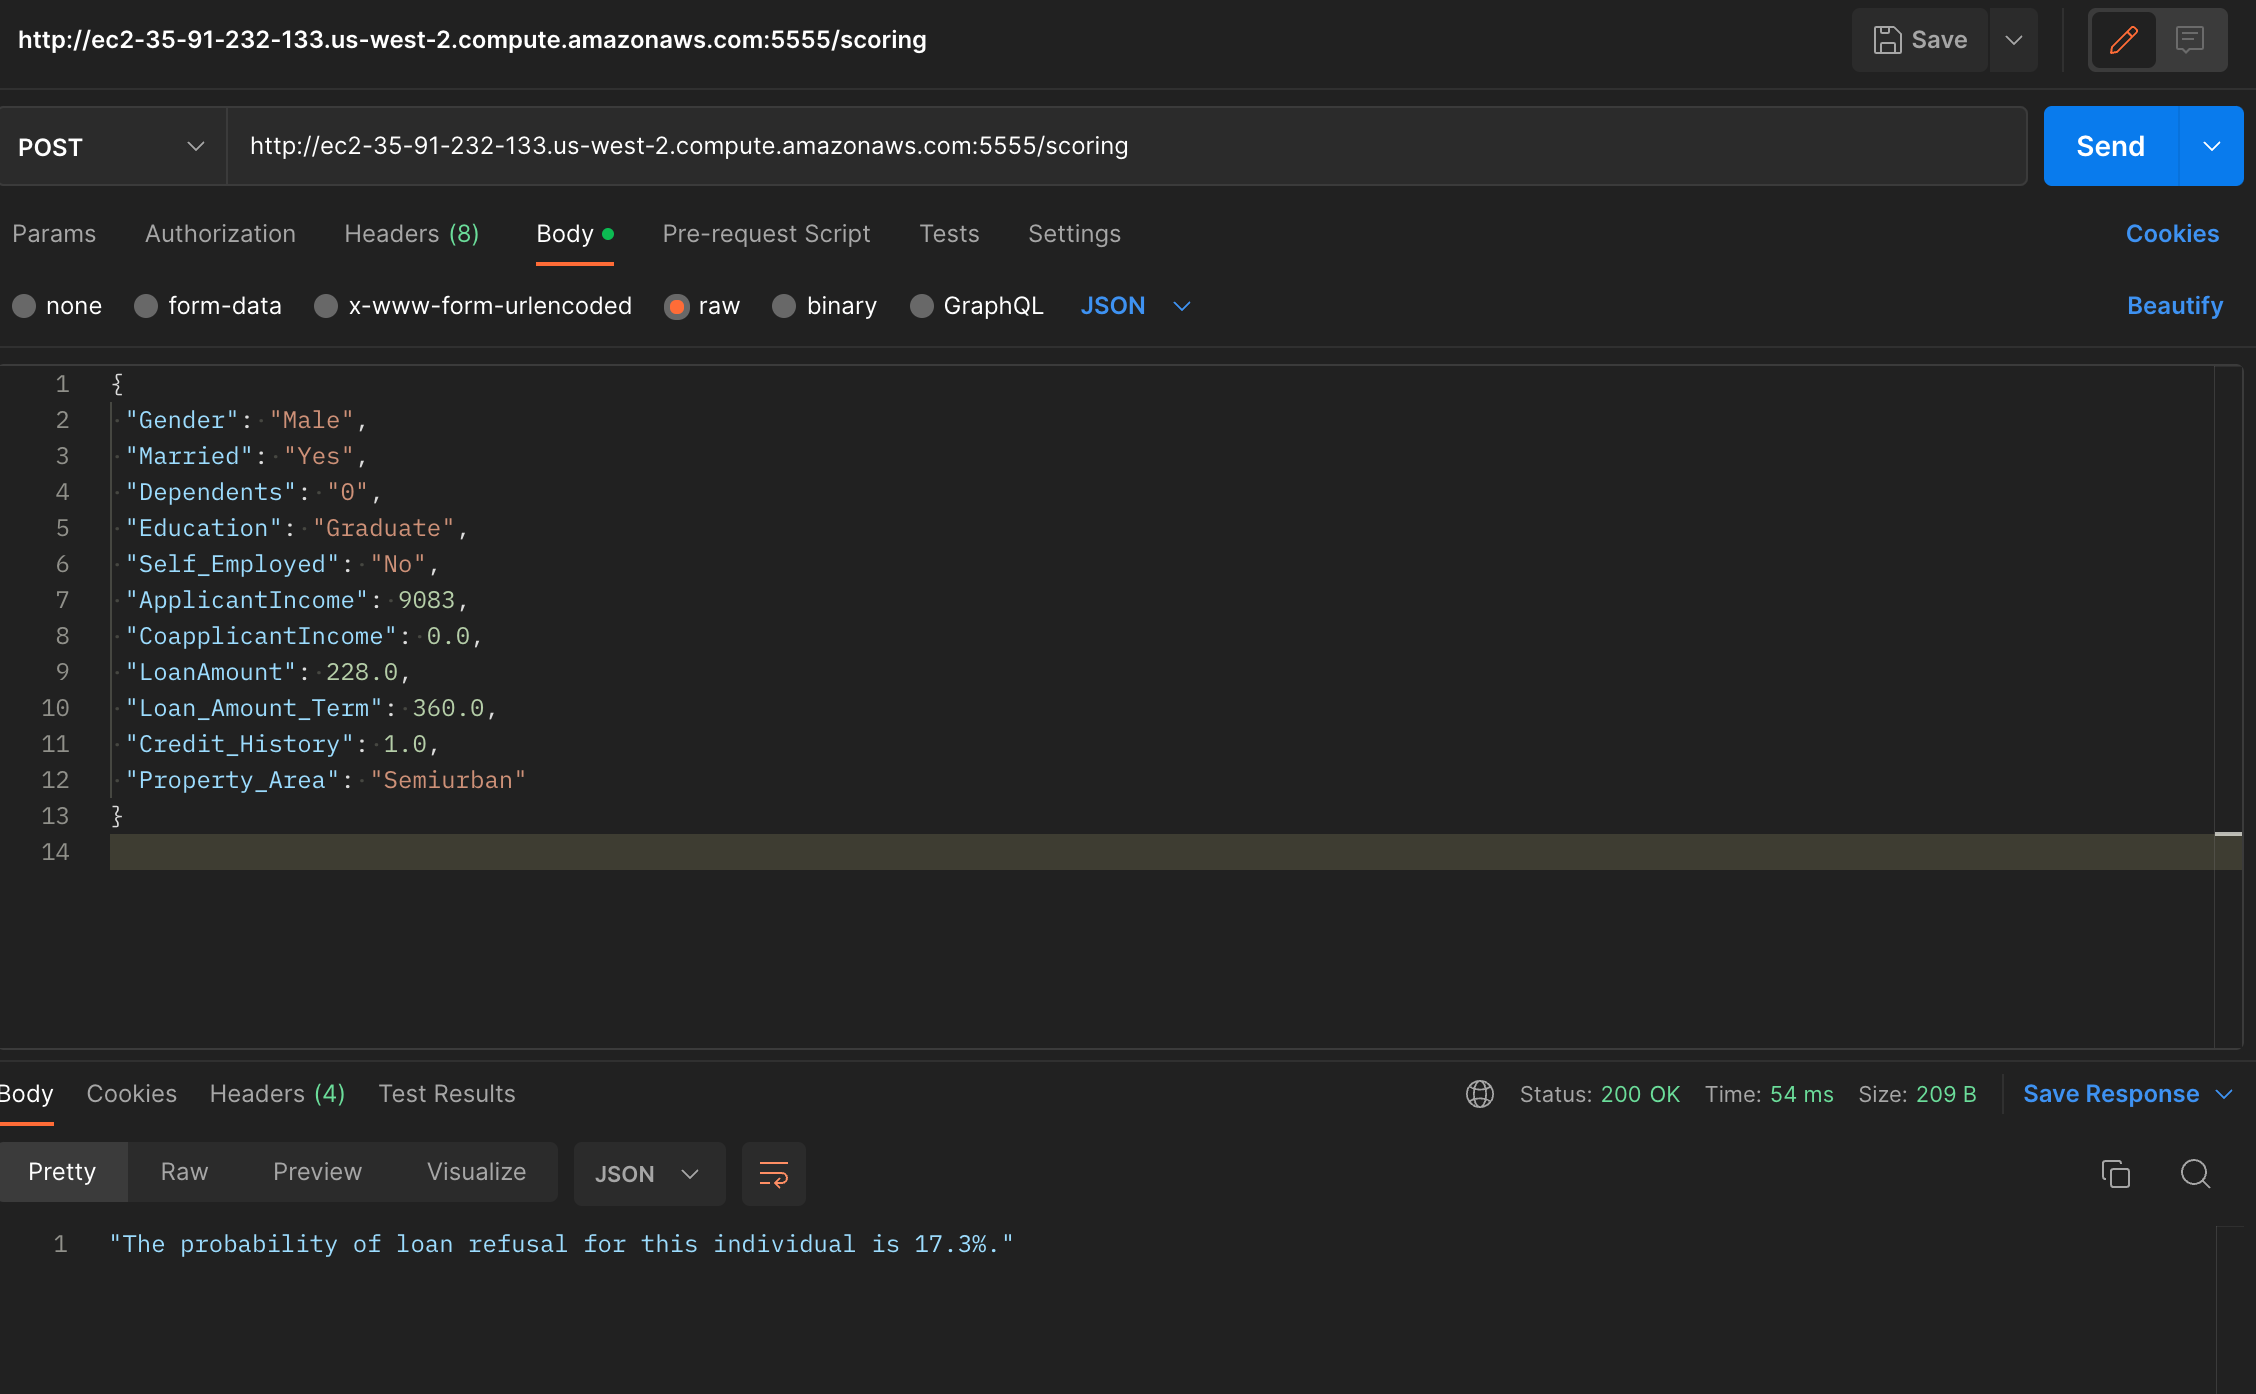 http://ec2-35-91-232-133.us-west-2.compute.amazonaws.com:5555/scoring Save
POST http://ec2-35-91-232-133.us-west-2.compute.amazonaws.com:5555/scoring Send
Params Authorization Headers (8) Body Pre-request Script Tests Settings Cookies
none form-data x-www-form-urlencoded raw binary GraphQL JSON Beautify
1 {
2 "Gender": "Male",
3 "Married": "Yes",
4 "Dependents": "0",
5 "Education": "Graduate",
6 "Self_Employed": "No",
7 "ApplicantIncome": 9083,
8 "CoapplicantIncome": 0.0,
9 "LoanAmount": 228.0,
10 "Loan_Amount_Term": 360.0,
11 "Credit_History": 1.0,
12 "Property_Area": "Semiurban"
13 }
14
Body Cookies Headers (4) Test Results Status: 200 OK Time: 54 ms Size: 209 B Save Response
Pretty Raw Preview Visualize JSON
1 "The probability of loan refusal for this individual is 17.3%."